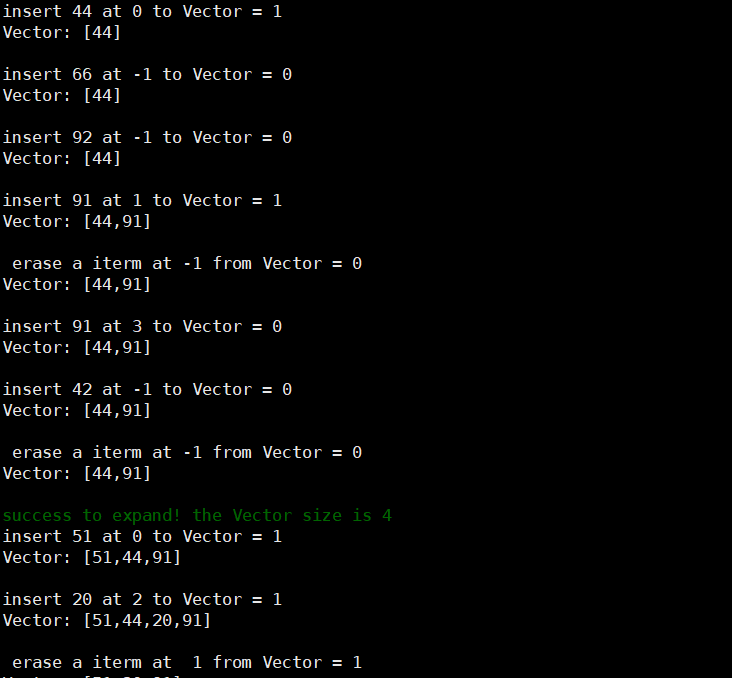 insert 44 at 0 to Vector = 1
Vector: [44]
insert 66 at -1 to Vector = 0
Vector: [44]
insert 92 at -1 to Vector = 0
Vector: [44]
insert 91 at 1 to Vector = 1
Vector: [44,91]
erase a iterm at -1 from Vector = 0
Vector: [44,91]
insert 91 at 3 to Vector = 0
Vector: [44,91]
insert 42 at -1 to Vector = 0
Vector: [44,91]
erase a iterm at -1 from Vector = 0
Vector: [44,91]
success to expand! the Vector size is 4
insert 51 at 0 to Vector = 1
Vector: [51,44,91]
insert 20 at 2 to Vector = 1
Vector: [51,44,20,91]
erase a iterm at  1 from Vector = 1